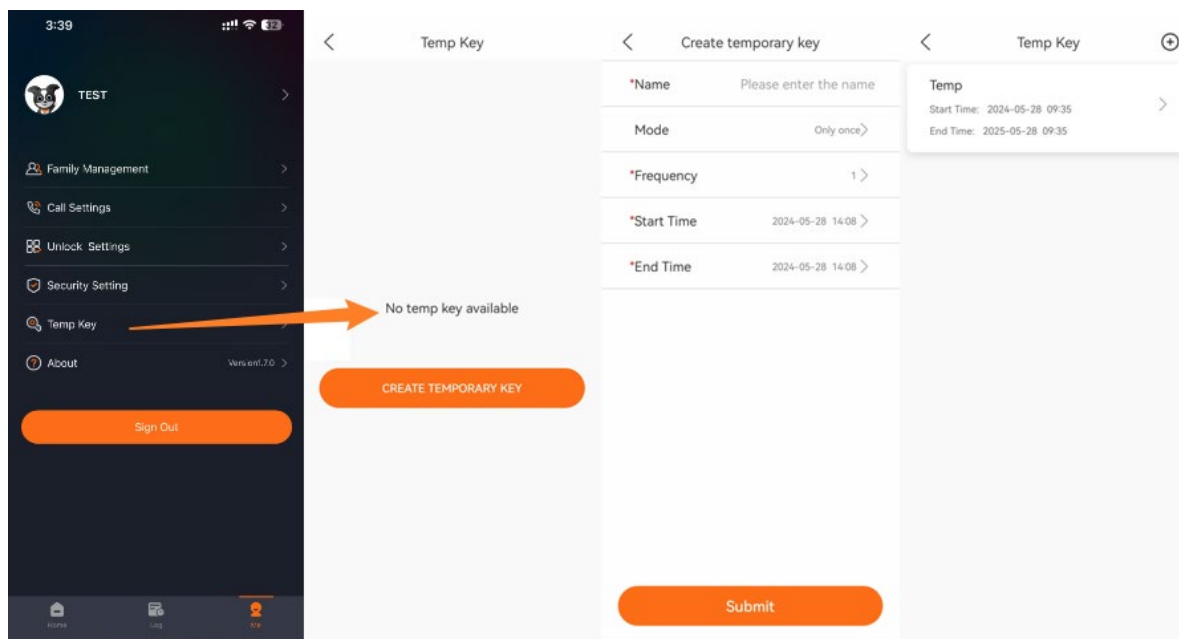 3:39
32
TEST
Family Management
Call Settings
Unlock Settings
Security Setting
Temp Key
About
Version1.7.0
Sign Out
Home
Log
Me
Temp Key
No temp key available
CREATE TEMPORARY KEY
Create temporary key
*Name
Please enter the name
Mode
Only once
*Frequency
1
*Start Time
2024-05-28 14:08
*End Time
2024-05-28 14:08
Submit
Temp Key
Temp
Start Time: 2024-05-28 09:35
End Time: 2025-05-28 09:35